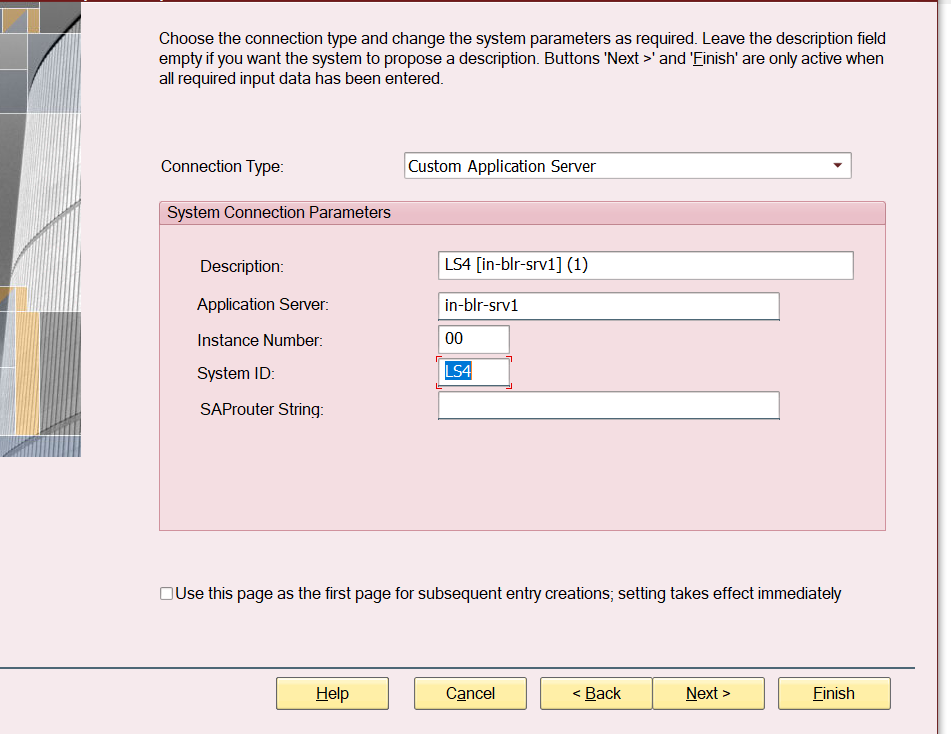 Choose the connection type and change the system parameters as required. Leave the description field
empty if you want the system to propose a description. Buttons 'Next >' and 'Finish' are only active when
all required input data has been entered.
Connection Type: Custom Application Server
System Connection Parameters
Description: LS4 [in-blr-srv1] (1)
Application Server: in-blr-srv1
Instance Number: 00
System ID: LS4
SAProuter String:
Use this page as the first page for subsequent entry creations; setting takes effect immediately
Help Cancel < Back Next > Finish